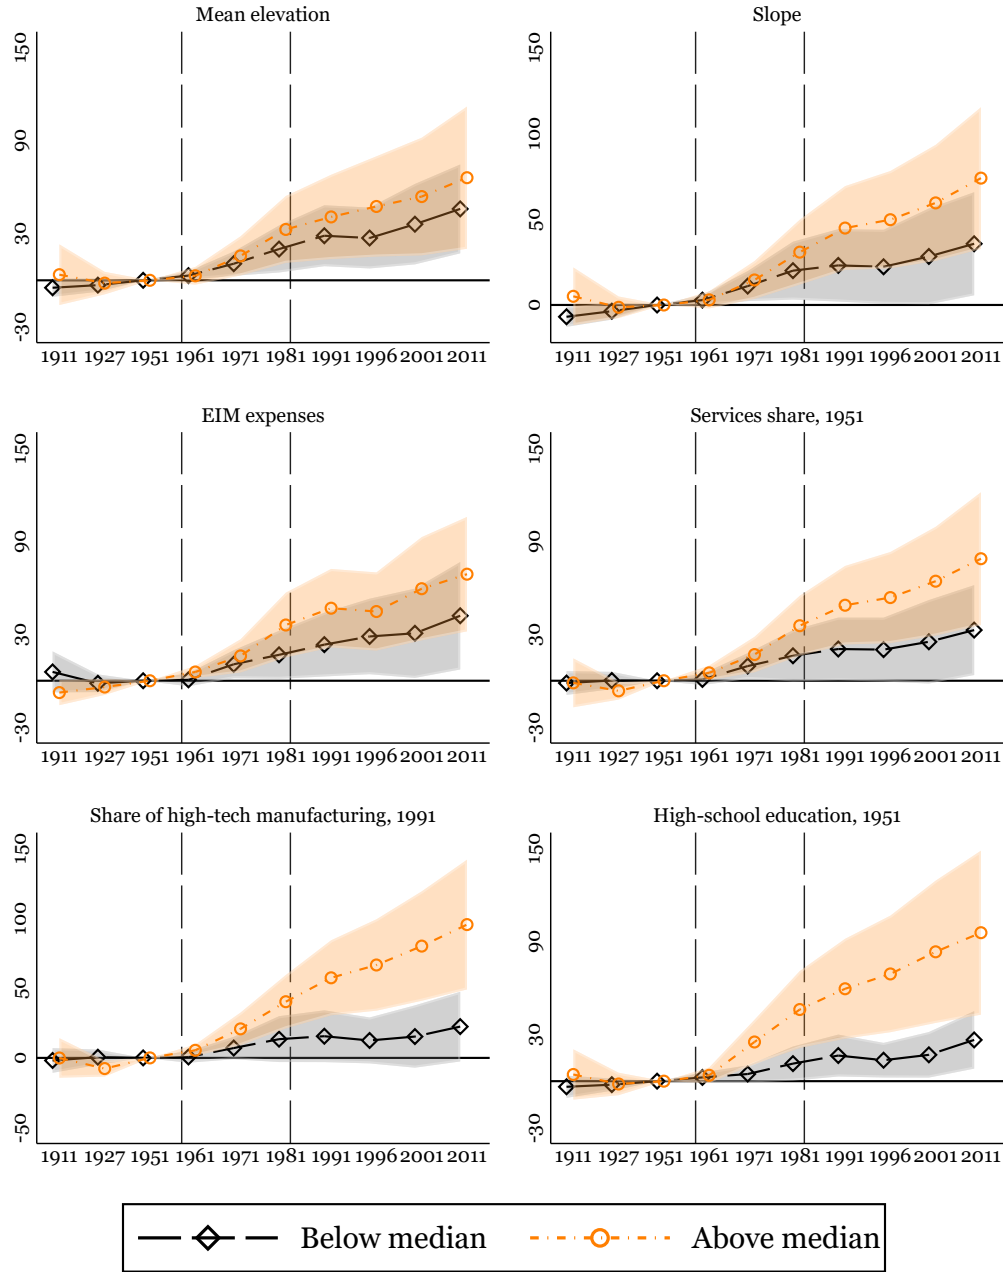 Mean elevation
150
90
30
-30
1911 1927 1951 1961 1971 1981 1991 1996 2001 2011
Slope
100
50
0
1911 1927 1951 1961 1971 1981 1991 1996 2001 2011
EIM expenses
150
90
30
-30
1911 1927 1951 1961 1971 1981 1991 1996 2001 2011
Services share, 1951
150
90
30
-30
1911 1927 1951 1961 1971 1981 1991 1996 2001 2011
Share of high-tech manufacturing, 1991
150
100
50
0
-50
1911 1927 1951 1961 1971 1981 1991 1996 2001 2011
High-school education, 1951
150
90
30
-30
1911 1927 1951 1961 1971 1981 1991 1996 2001 2011
Below median
Above median